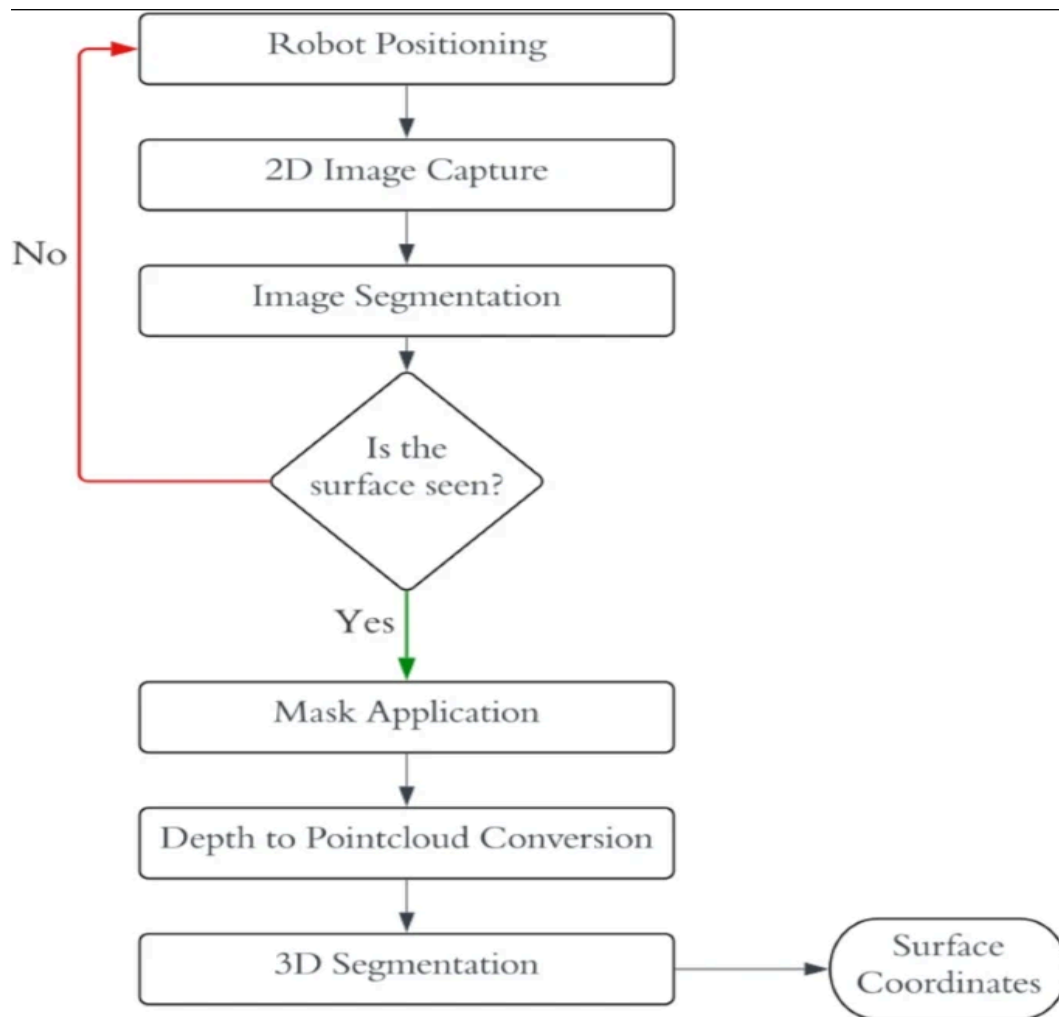 Robot Positioning
2D Image Capture
No
Image Segmentation
Is the
surface seen?
Yes
Mask Application
Depth to Pointcloud Conversion
3D Segmentation
Surface
Coordinates